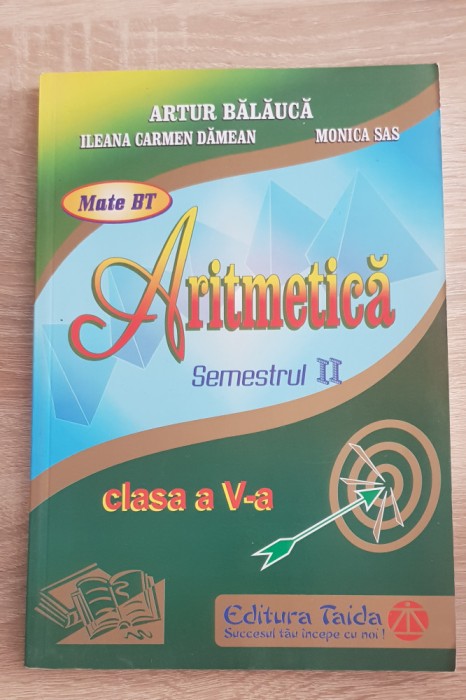 ARTUR BĂLĂUCĂ
ILEANA CARMEN DĂMEAN MONICA SAS
Mate BT
Aritmetică
Semestrul II
clasa a V-a
Editura Taida
Succesul tău începe cu noi!